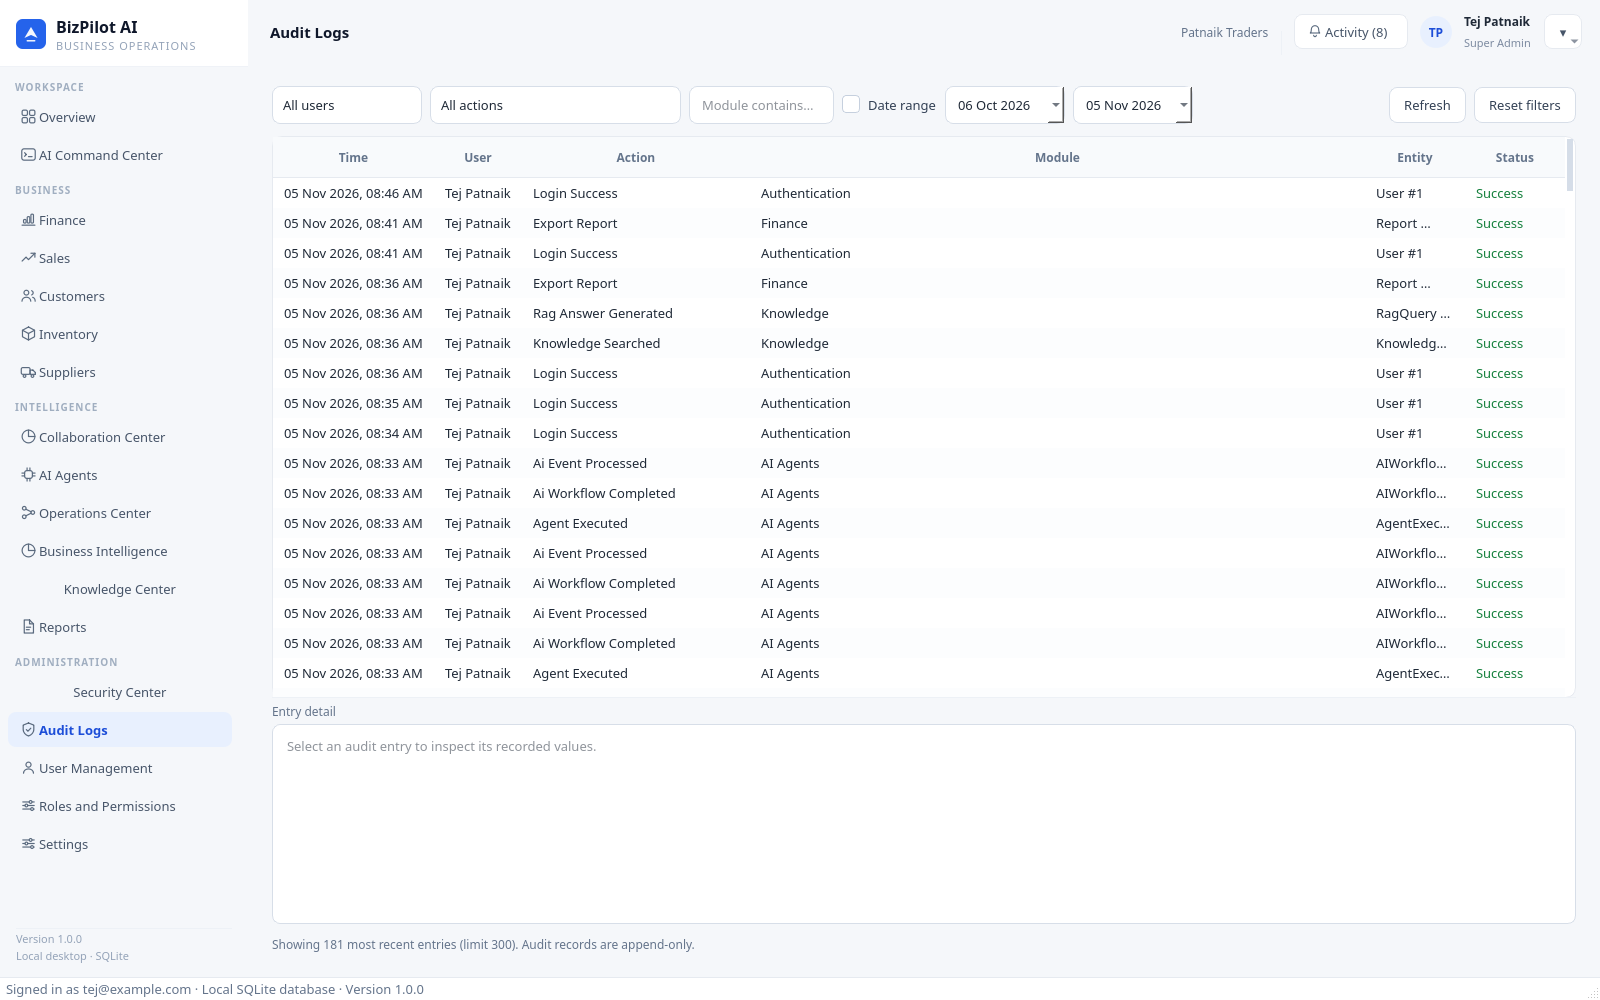 BizPilot AI
BUSINESS OPERATIONS
Audit Logs
Patnaik Traders
Activity (8)
TP
Tej Patnaik
Super Admin
WORKSPACE
Overview
AI Command Center
BUSINESS
Finance
Sales
Customers
Inventory
Suppliers
INTELLIGENCE
Collaboration Center
AI Agents
Operations Center
Business Intelligence
Knowledge Center
Reports
ADMINISTRATION
Security Center
Audit Logs
User Management
Roles and Permissions
Settings
Version 1.0.0
Local desktop · SQLite
All users
All actions
Module contains...
Date range
06 Oct 2026
05 Nov 2026
Refresh
Reset filters
Time User Action Module Entity Status
05 Nov 2026, 08:46 AM Tej Patnaik Login Success Authentication User #1 Success
05 Nov 2026, 08:41 AM Tej Patnaik Export Report Finance Report ... Success
05 Nov 2026, 08:41 AM Tej Patnaik Login Success Authentication User #1 Success
05 Nov 2026, 08:36 AM Tej Patnaik Export Report Finance Report ... Success
05 Nov 2026, 08:36 AM Tej Patnaik Rag Answer Generated Knowledge RagQuery ... Success
05 Nov 2026, 08:36 AM Tej Patnaik Knowledge Searched Knowledge Knowledg... Success
05 Nov 2026, 08:36 AM Tej Patnaik Login Success Authentication User #1 Success
05 Nov 2026, 08:35 AM Tej Patnaik Login Success Authentication User #1 Success
05 Nov 2026, 08:34 AM Tej Patnaik Login Success Authentication User #1 Success
05 Nov 2026, 08:33 AM Tej Patnaik Ai Event Processed AI Agents AIWorkflo... Success
05 Nov 2026, 08:33 AM Tej Patnaik Ai Workflow Completed AI Agents AIWorkflo... Success
05 Nov 2026, 08:33 AM Tej Patnaik Agent Executed AI Agents AgentExec... Success
05 Nov 2026, 08:33 AM Tej Patnaik Ai Event Processed AI Agents AIWorkflo... Success
05 Nov 2026, 08:33 AM Tej Patnaik Ai Workflow Completed AI Agents AIWorkflo... Success
05 Nov 2026, 08:33 AM Tej Patnaik Ai Event Processed AI Agents AIWorkflo... Success
05 Nov 2026, 08:33 AM Tej Patnaik Ai Workflow Completed AI Agents AIWorkflo... Success
05 Nov 2026, 08:33 AM Tej Patnaik Agent Executed AI Agents AgentExec... Success
Entry detail
Select an audit entry to inspect its recorded values.
Showing 181 most recent entries (limit 300). Audit records are append-only.
Signed in as tej@example.com · Local SQLite database · Version 1.0.0